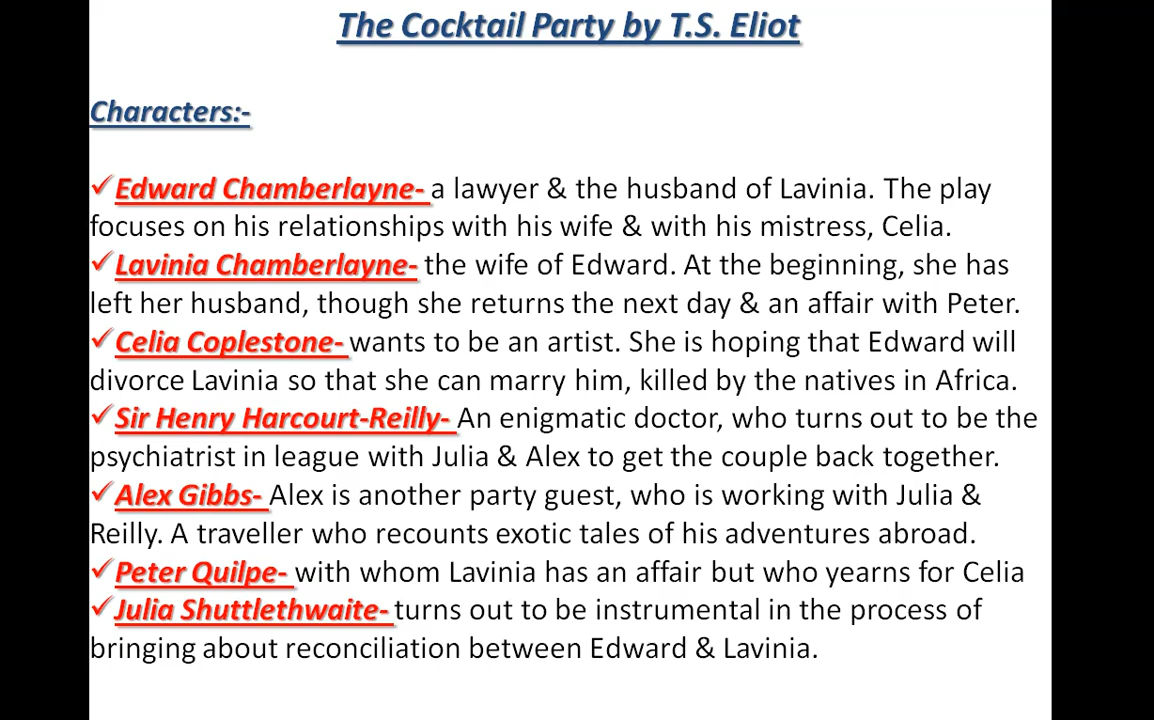 The Cocktail Party by T.S. Eliot
Characters:-
✓Edward Chamberlayne- a lawyer & the husband of Lavinia. The play
focuses on his relationships with his wife & with his mistress, Celia.
✓Lavinia Chamberlayne- the wife of Edward. At the beginning, she has
left her husband, though she returns the next day & an affair with Peter.
✓Celia Coplestone- wants to be an artist. She is hoping that Edward will
divorce Lavinia so that she can marry him, killed by the natives in Africa.
✓Sir Henry Harcourt-Reilly- An enigmatic doctor, who turns out to be the
psychiatrist in league with Julia & Alex to get the couple back together.
✓Alex Gibbs- Alex is another party guest, who is working with Julia &
Reilly. A traveller who recounts exotic tales of his adventures abroad.
✓Peter Quilpe- with whom Lavinia has an affair but who yearns for Celia
✓Julia Shuttlethwaite- turns out to be instrumental in the process of
bringing about reconciliation between Edward & Lavinia.